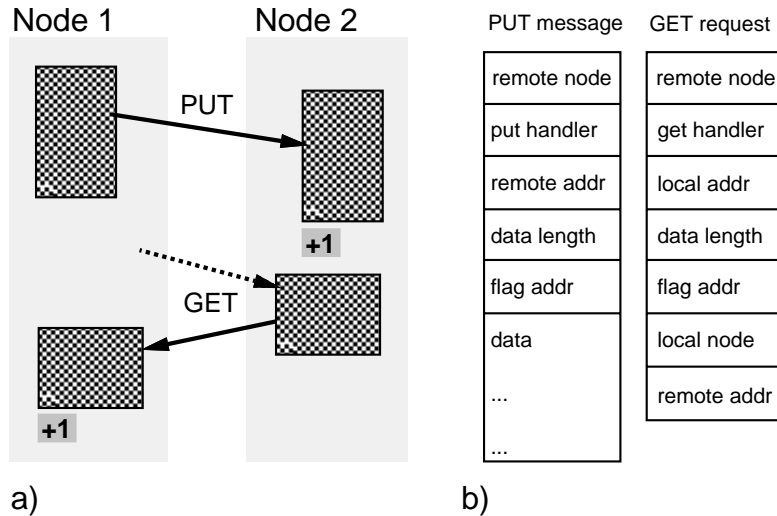 Node 1
Node 2
PUT
+1
GET
+1
a)
PUT message
remote node
put handler
remote addr
data length
flag addr
data
...
...
GET request
remote node
get handler
local addr
data length
flag addr
local node
remote addr
b)